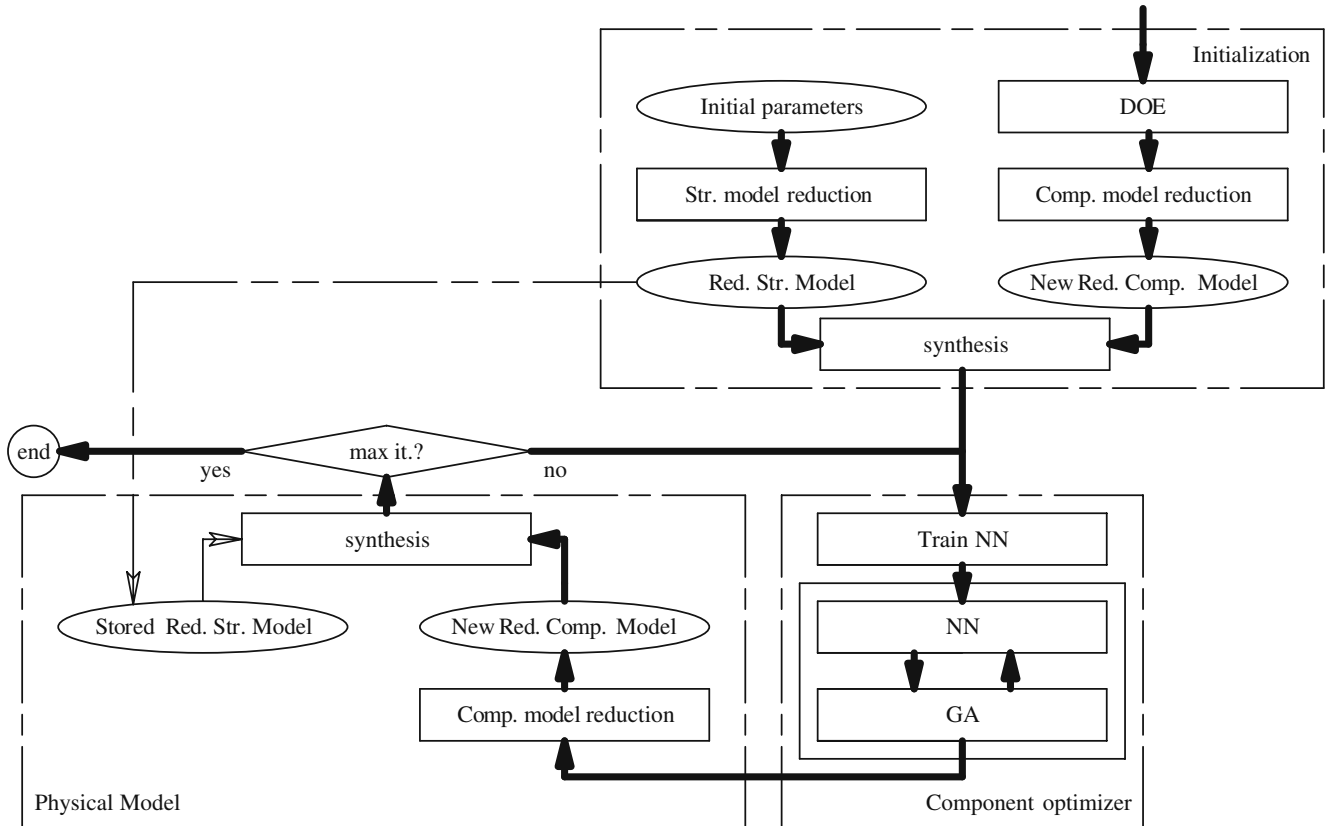 Initialization
Initial parameters
DOE
Str. model reduction
Comp. model reduction
Red. Str. Model
New Red. Comp. Model
synthesis
end
max it.?
yes
no
synthesis
Train NN
Stored Red. Str. Model
New Red. Comp. Model
NN
Comp. model reduction
GA
Physical Model
Component optimizer